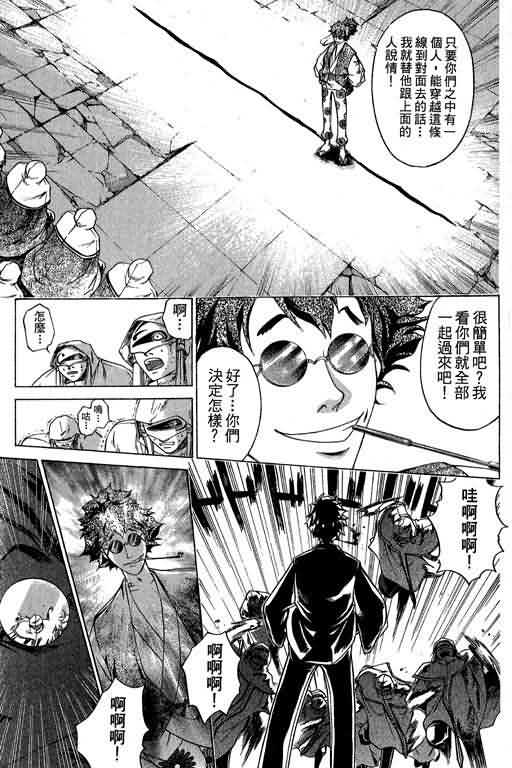 只要你們之中有一
個人，能穿越這條
線到對面去的話…
我就替他跟上面的
人說情！
很簡單吧？我
看你們就全部
一起過來吧！
好了…你們
決定怎樣？
啊…
怎麼…
嗚…
咕…
哇啊啊啊！
啊啊啊！
啊啊啊！